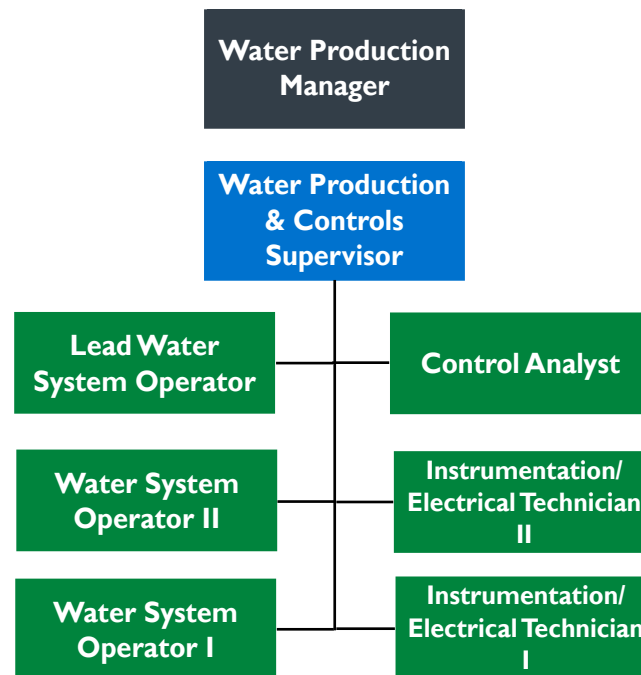 Water Production
Manager
Water Production
& Controls
Supervisor
Lead Water
System Operator
Control Analyst
Water System
Operator II
Instrumentation/
Electrical Technician
II
Water System
Operator I
Instrumentation/
Electrical Technician
I